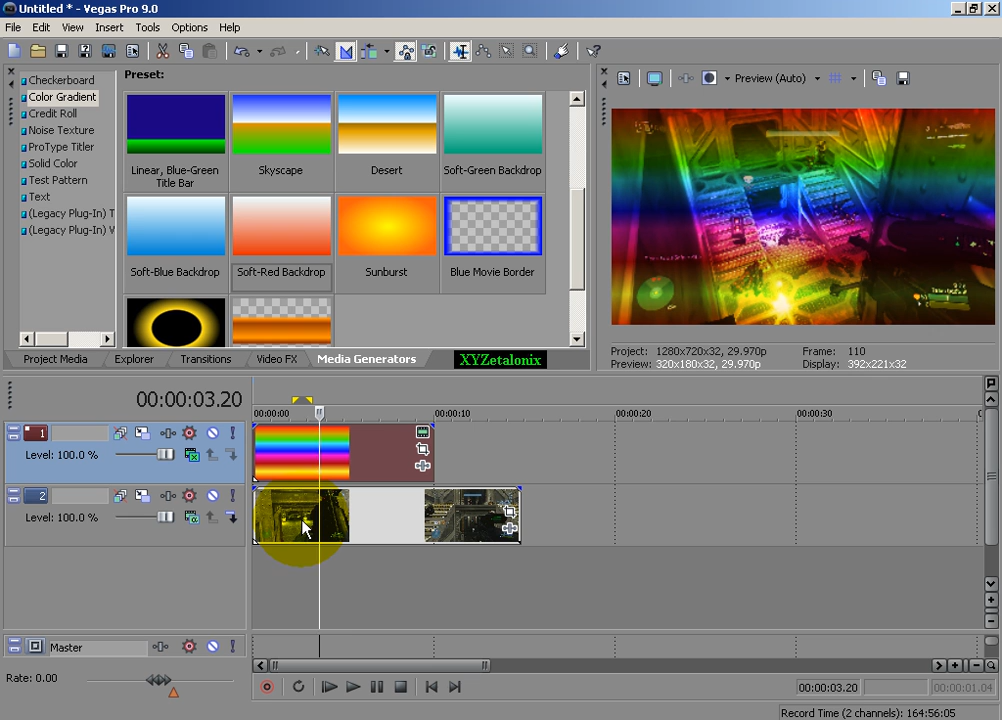 Untitled * - Vegas Pro 9.0
File Edit View Insert Tools Options Help
Checkerboard
Color Gradient
Credit Roll
Noise Texture
ProType Titler
Solid Color
Test Pattern
Text
(Legacy Plug-In) T
(Legacy Plug-In) V
Preset:
Linear, Blue-Green
Title Bar
Skyscape
Desert
Soft-Green Backdrop
Soft-Blue Backdrop
Soft-Red Backdrop
Sunburst
Blue Movie Border
Project Media Explorer Transitions Video FX Media Generators XYZetalonix
Preview (Auto)
Project: 1280x720x32, 29.970p Frame: 110
Preview: 320x180x32, 29.970p Display: 392x221x32
00:00:03.20
00:00:00 00:00:10 00:00:20 00:00:30
1
Level: 100.0 %
2
Level: 100.0 %
Master
Rate: 0.00
00:00:03.20 00:00:01.04
Record Time (2 channels): 164:56:05